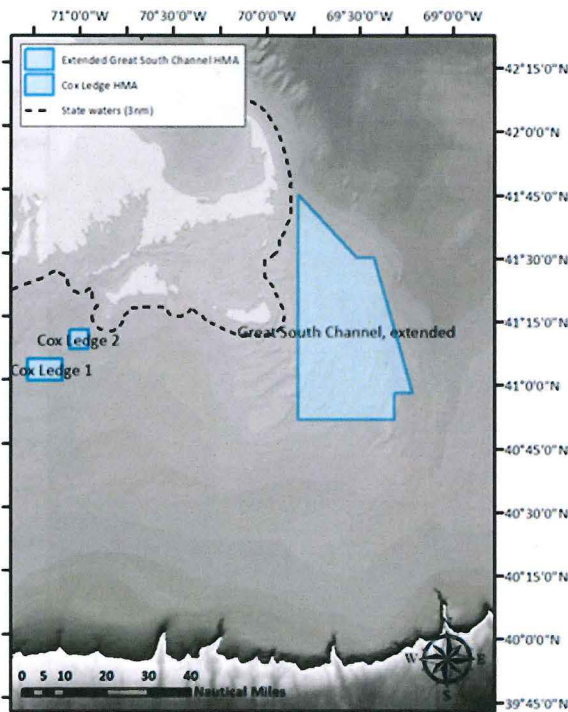 71°0'0"W 70°30'0"W 70°0'0"W 69°30'0"W 69°0'0"W
Extended Great South Channel HMA
Cox Ledge HMA
State waters (3nm)
42°15'0"N
42°0'0"N
41°45'0"N
41°30'0"N
41°15'0"N
Great South Channel, extended
Cox Ledge 2
Cox Ledge 1
41°0'0"N
40°45'0"N
40°30'0"N
40°15'0"N
40°0'0"N
W E
S
0 5 10 20 30 40
Nautical Miles
39°45'0"N